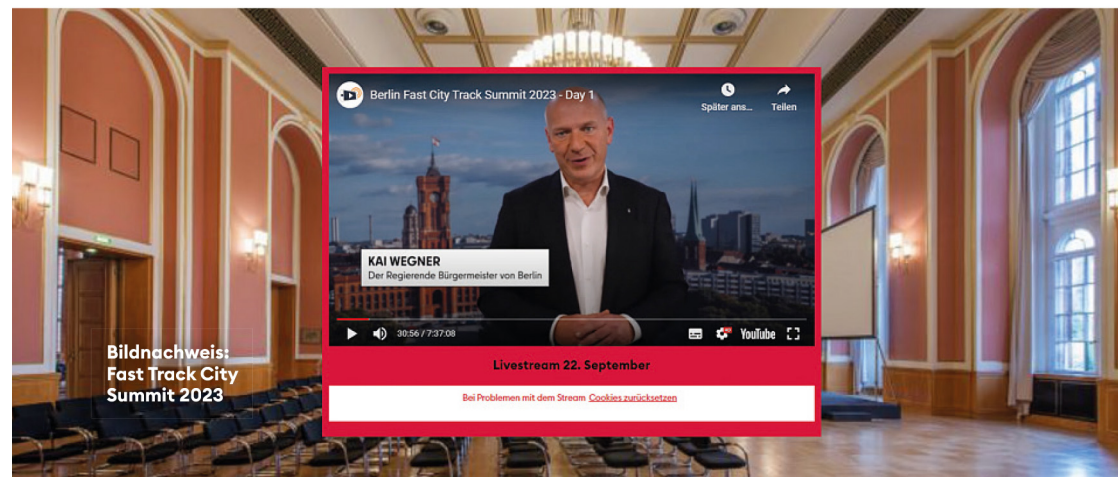 Berlin Fast City Track Summit 2023 - Day 1
Später ans...
Teilen
KAI WEGNER
Der Regierende Bürgermeister von Berlin
30:56 / 7:37:08
YouTube
Livestream 22. September
Bei Problemen mit dem Stream Cookies zurücksetzen
Bildnachweis:
Fast Track City
Summit 2023